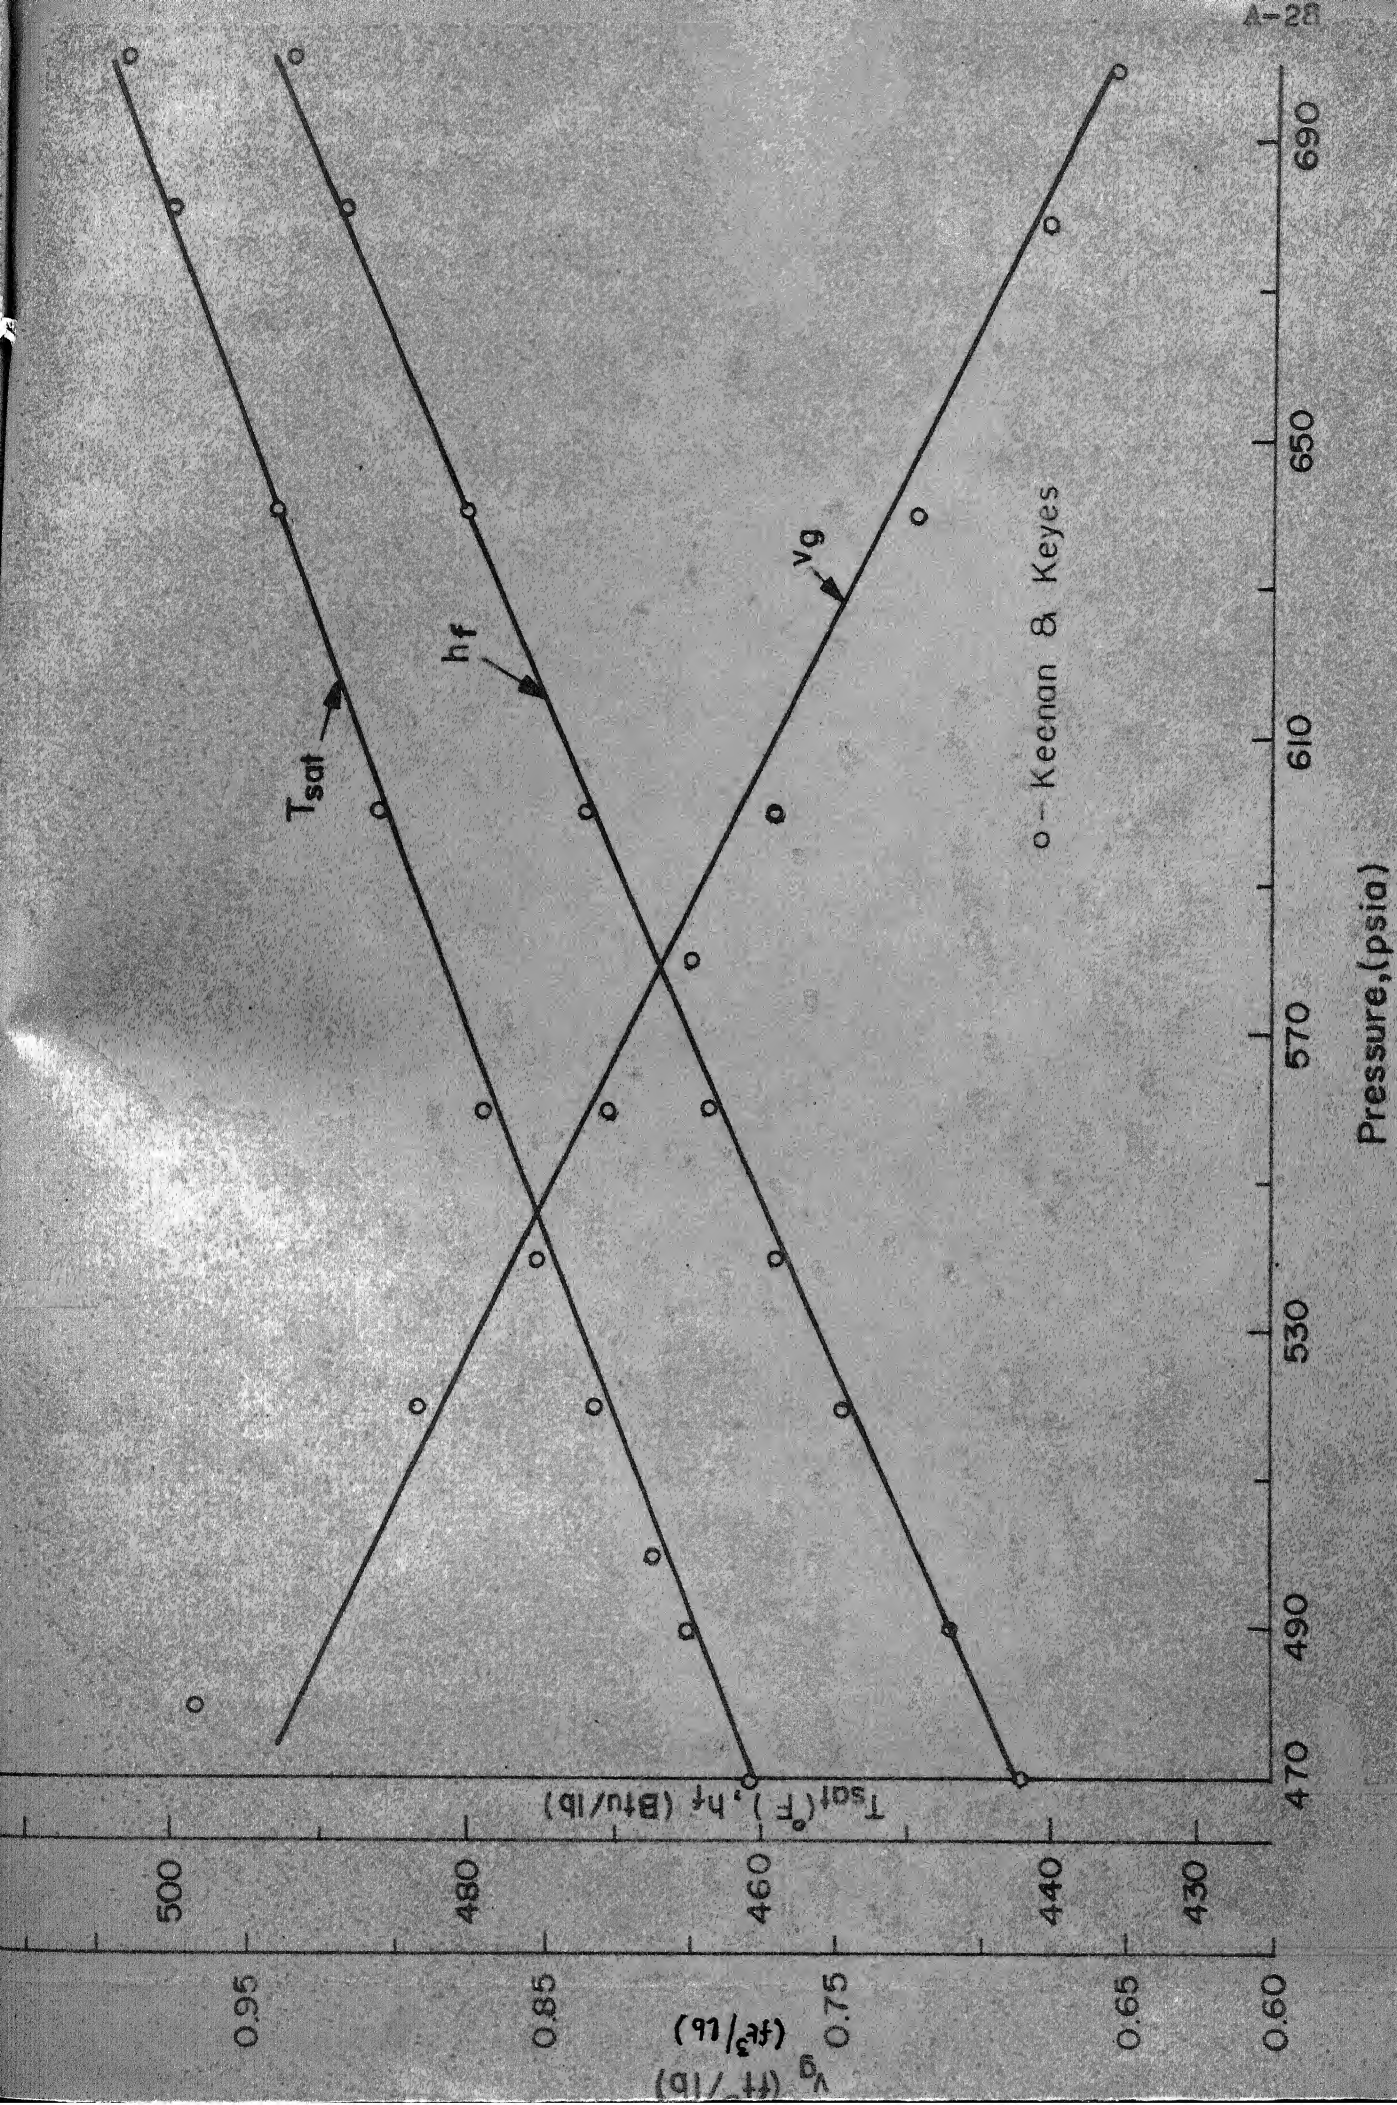 A-28
Tsat
hf
vg
o - Keenan & Keyes
Tsat(°F), hf (Btu/lb)
500
480
460
440
430
vg (ft³/lb)
(ft³/lb)
0.95
0.85
0.75
0.65
0.60
470
490
530
570
610
650
690
Pressure,(psia)